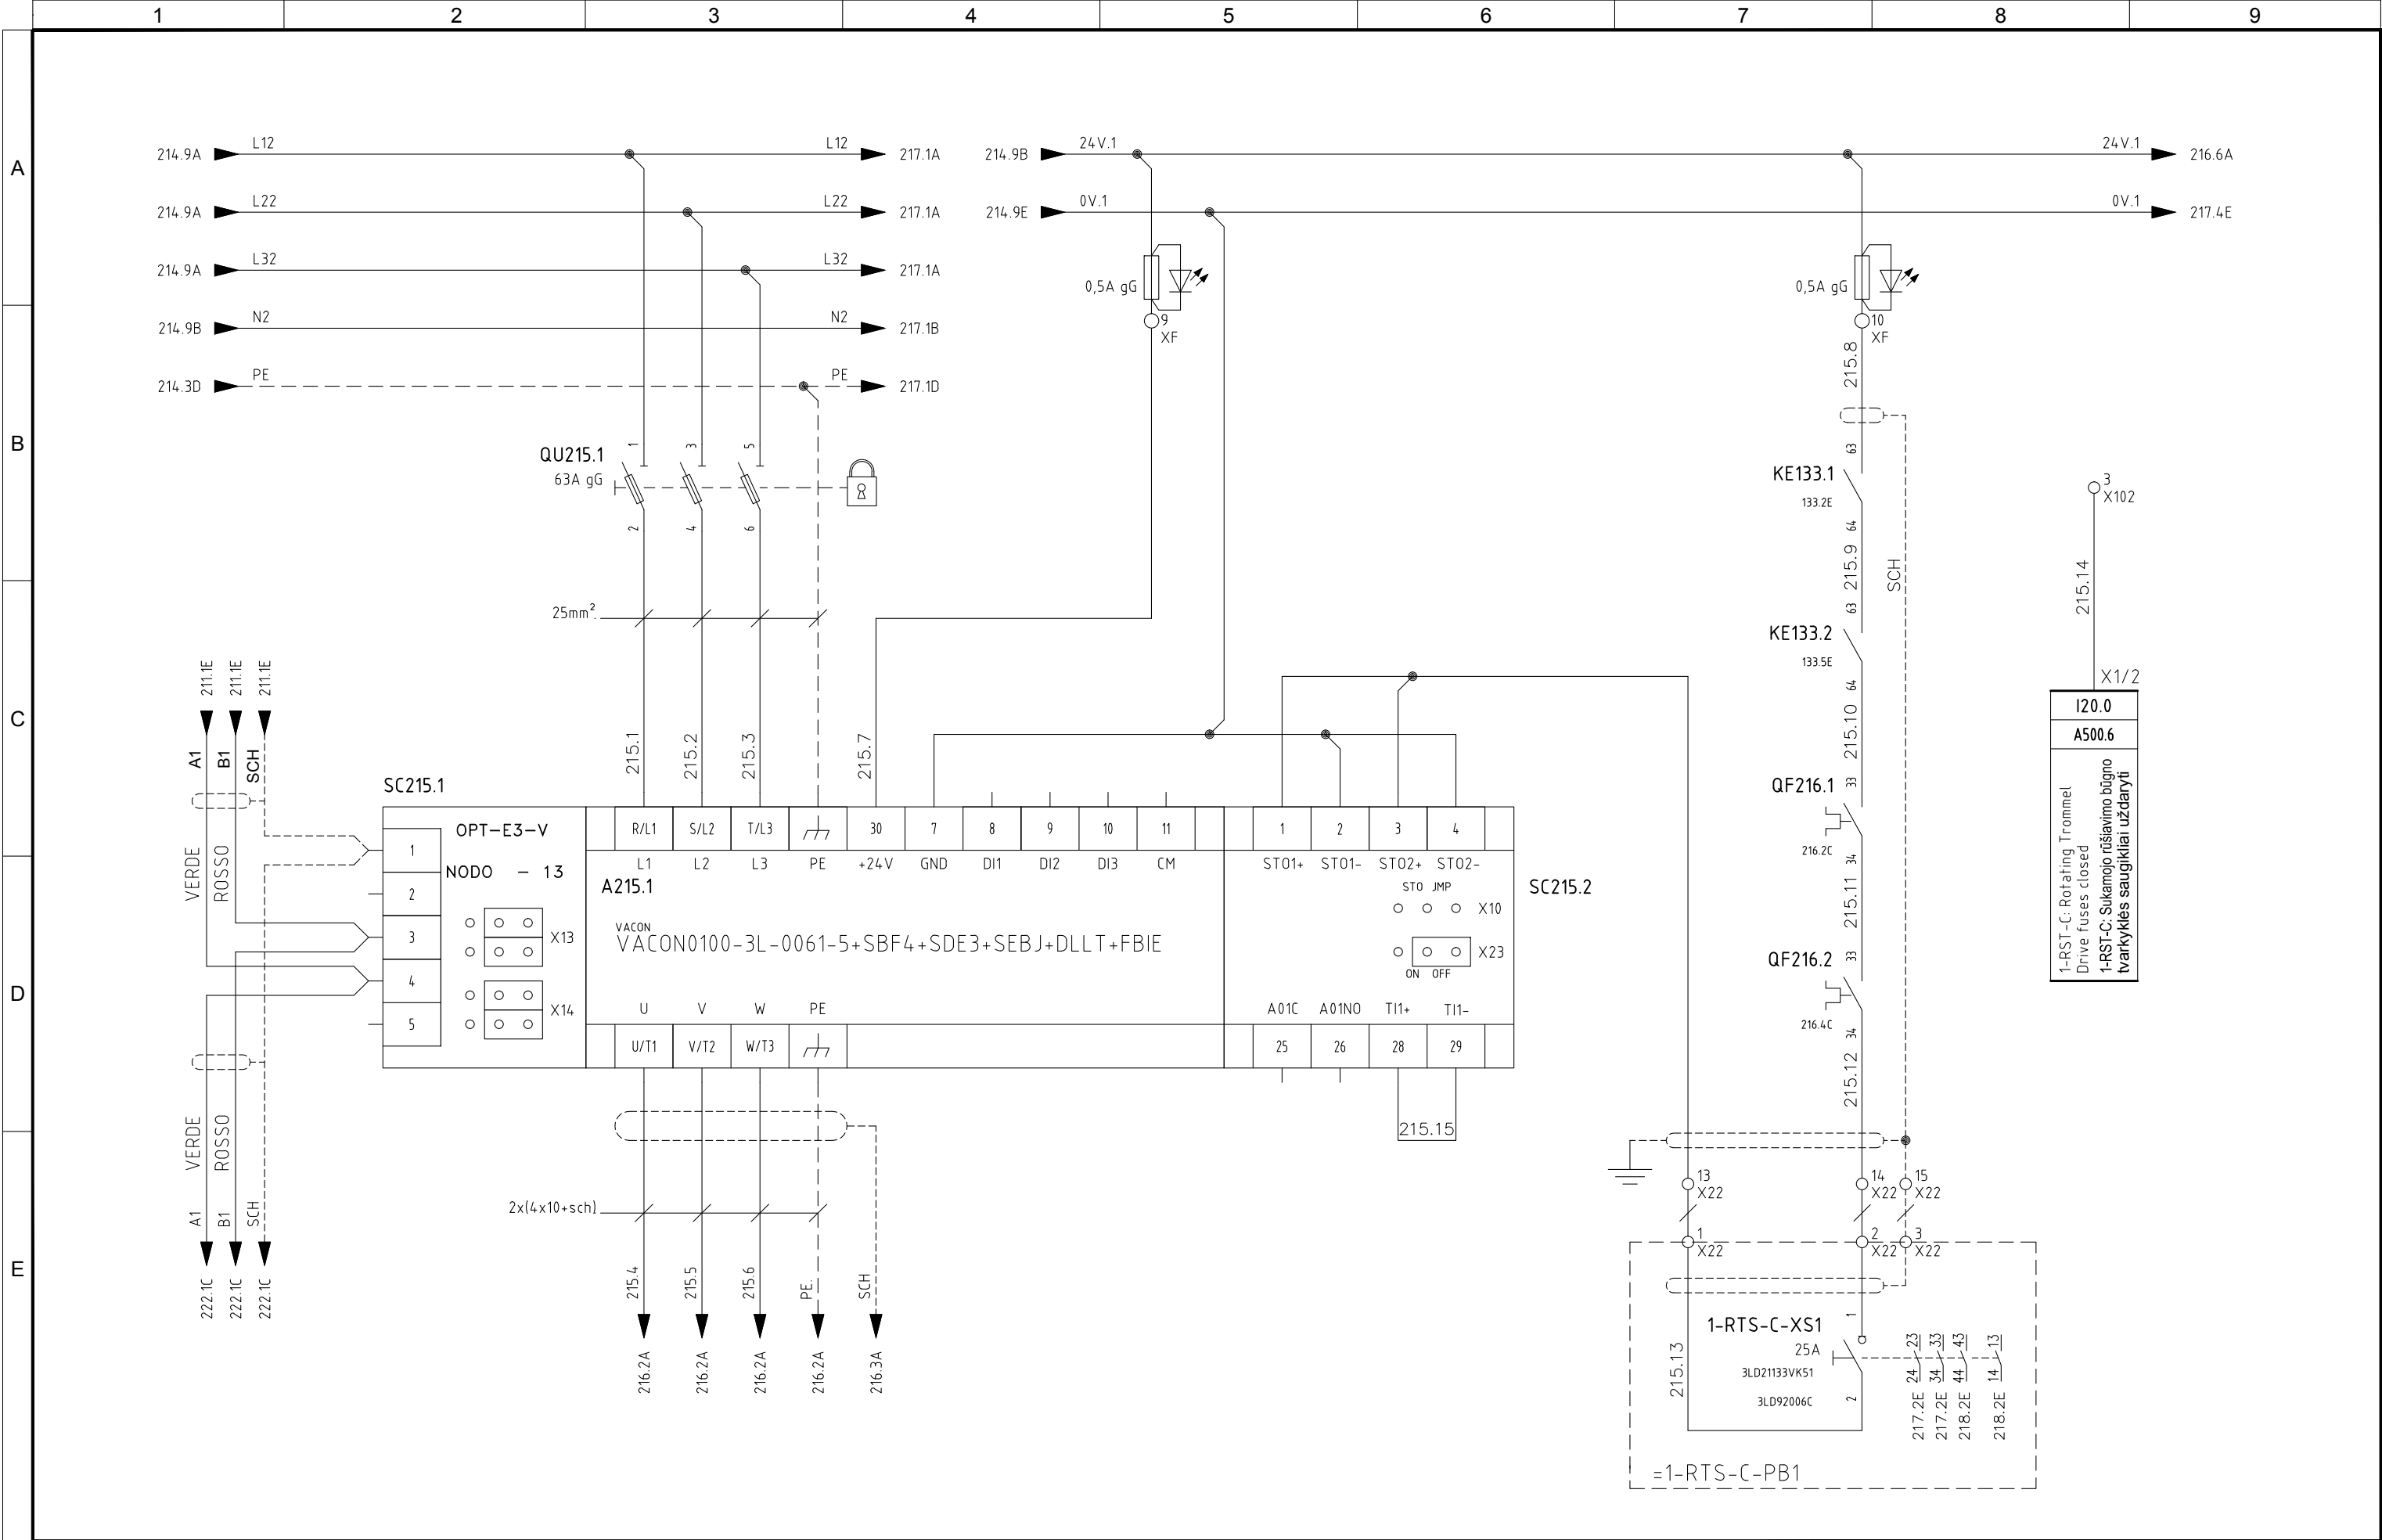 1 2 3 4 5 6 7 8 9
A
B
C
D
E
214.9A L12 L12 217.1A
214.9A L22 L22 217.1A
214.9A L32 L32 217.1A
214.9B N2 N2 217.1B
214.3D PE PE 217.1D
214.9B 24V.1 24V.1 216.6A
214.9E 0V.1 0V.1 217.4E
0,5A gG
9
XF
0,5A gG
10
XF
215.8
QU215.1
63A gG
1 3 5
2 4 6
25mm²
215.1
215.2
215.3
215.7
63
KE133.1
133.2E
64
215.9
63
KE133.2
133.5E
64
215.10
33
QF216.1
216.2C
34
215.11
33
QF216.2
216.4C
34
215.12
SCH
3
X102
215.14
X1/2
I20.0
A500.6
1-RST-C: Rotating Trommel
Drive fuses closed
1-RST-C: Sukamojo rūšiavimo būgno
tvarkyklės saugikliai uždaryti
211.1E 211.1E 211.1E
A1 B1 SCH
VERDE
ROSSO
VERDE
ROSSO
A1 B1 SCH
222.1C 222.1C 222.1C
SC215.1
OPT-E3-V
NODO - 13
1
2
3
4
5
X13
X14
R/L1 S/L2 T/L3 30 7 8 9 10 11 1 2 3 4
L1 L2 L3 PE +24V GND DI1 DI2 DI3 CM STO1+ STO1- STO2+ STO2-
A215.1
SC215.2
STO JMP
X10
VACON
VACON0100-3L-0061-5+SBF4+SDE3+SEBJ+DLLT+FBIE
X23
ON OFF
U V W PE A01C A01NO TI1+ TI1-
U/T1 V/T2 W/T3 25 26 28 29
215.15
2x(4x10+sch)
215.4
215.5
215.6
PE.
SCH
216.2A 216.2A 216.2A 216.2A 216.3A
13
X22
14
X22
15
X22
1
X22
2
X22
3
X22
215.13
1-RTS-C-XS1
25A
3LD21133VK51
3LD92006C
1
2
23 33 43 13
24 34 44 14
217.2E 217.2E 218.2E 218.2E
=1-RTS-C-PB1